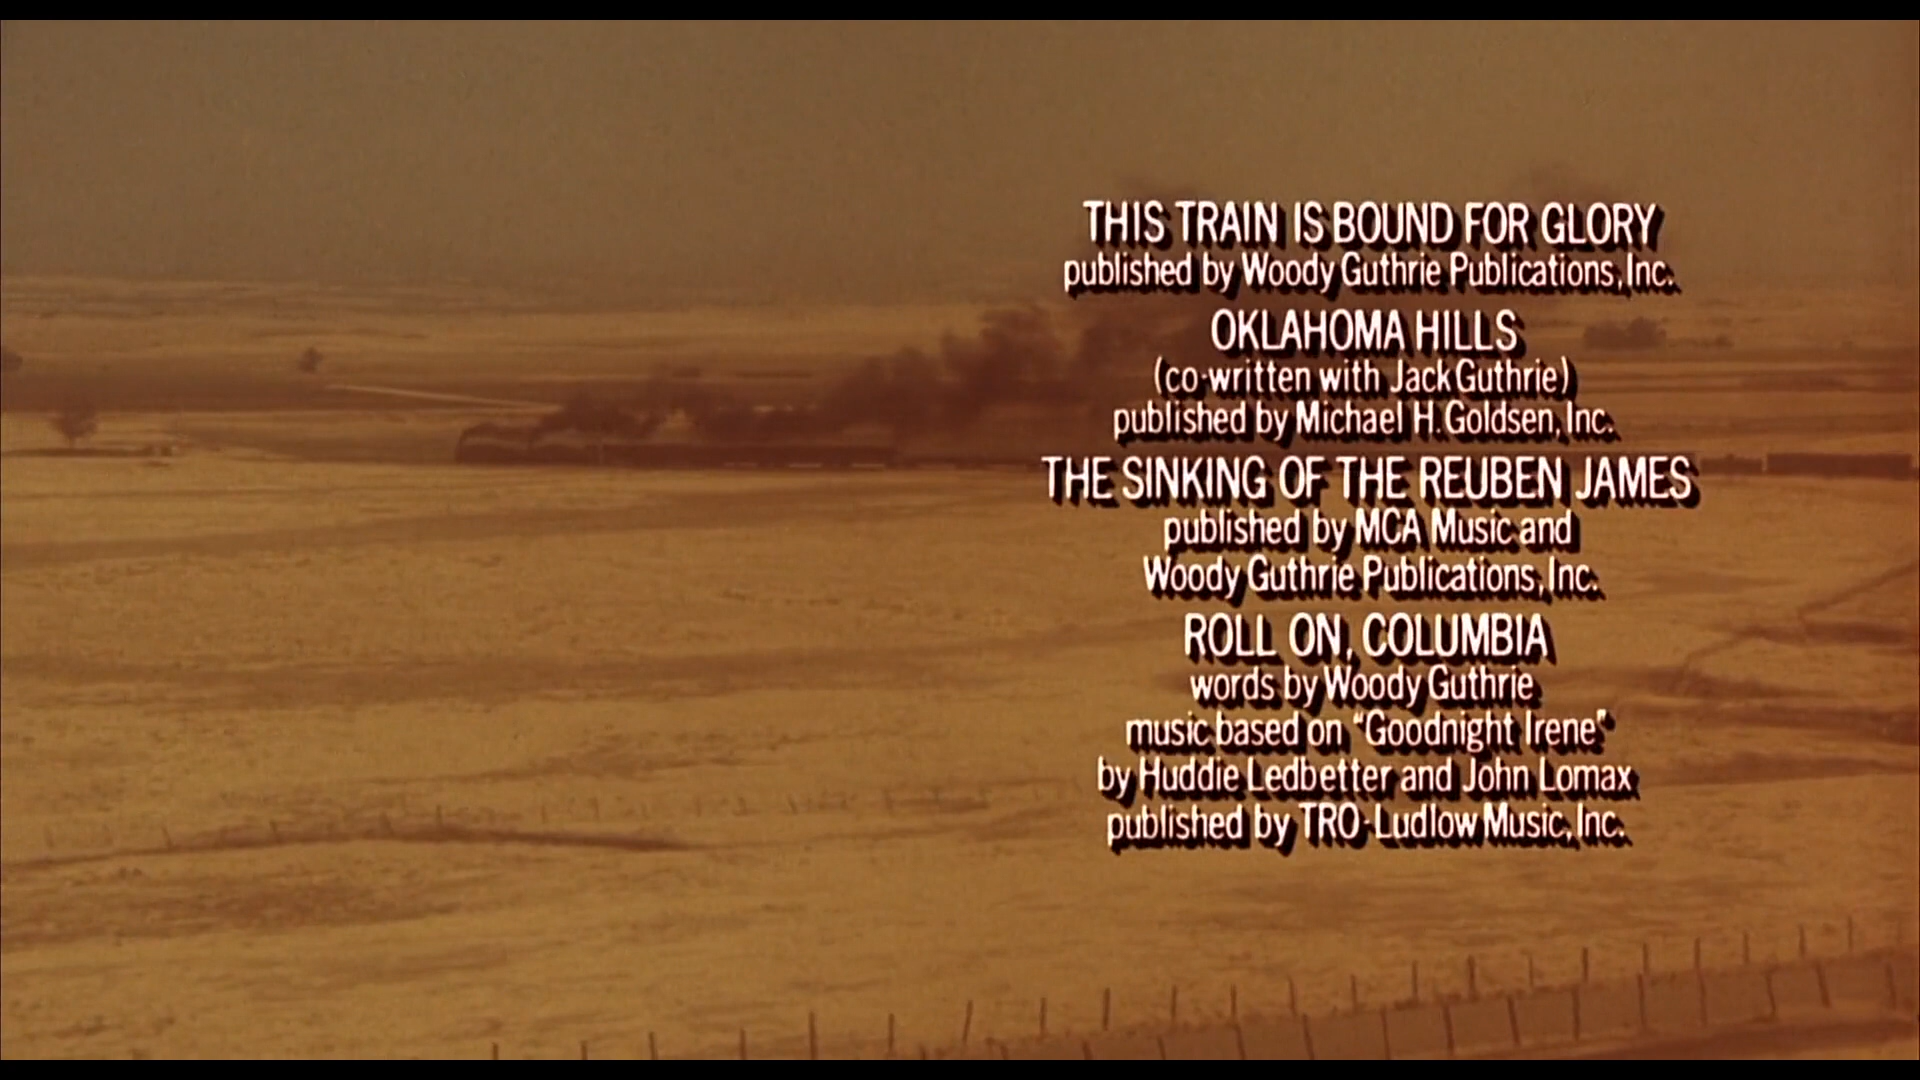 THIS TRAIN IS BOUND FOR GLORY
published by Woody Guthrie Publications, Inc.
OKLAHOMA HILLS
(co-written with Jack Guthrie)
published by Michael H. Goldsen, Inc.
THE SINKING OF THE REUBEN JAMES
published by MCA Music and
Woody Guthrie Publications, Inc.
ROLL ON, COLUMBIA
words by Woody Guthrie
music based on "Goodnight Irene"
by Huddie Ledbetter and John Lomax
published by TRO-Ludlow Music, Inc.